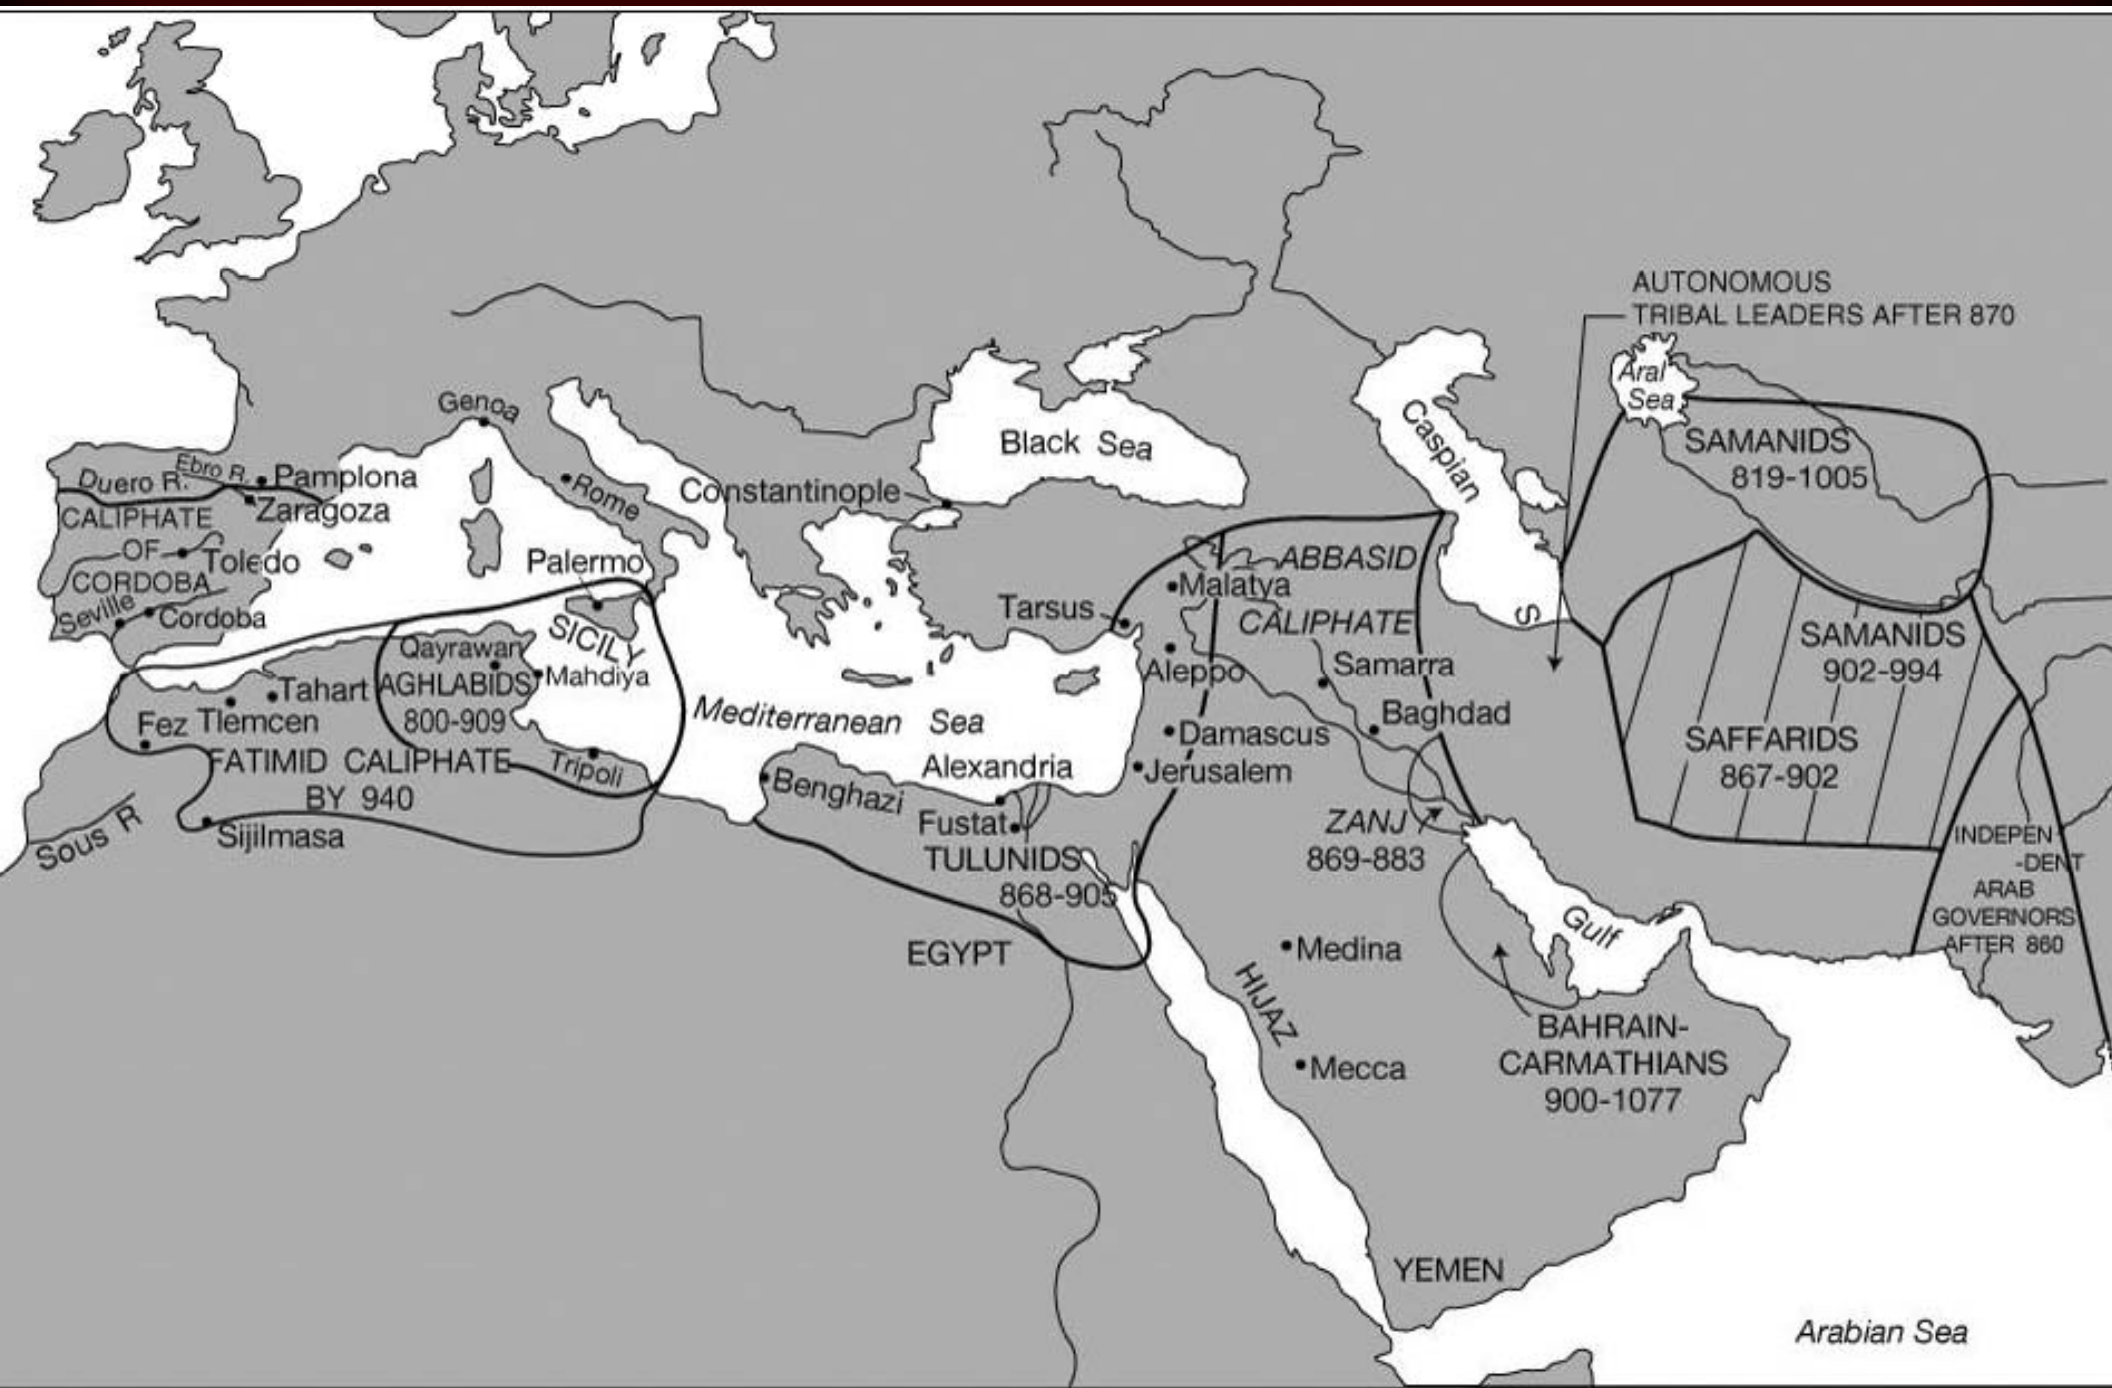 AUTONOMOUS
TRIBAL LEADERS AFTER 870
Aral
Sea
Genoa
Black Sea
Caspian
S
SAMANIDS
819-1005
Duero R.
Ebro R.
Pamplona
Zaragoza
Rome
Constantinople
CALIPHATE
OF
CORDOBA
Toledo
Seville
Cordoba
Palermo
SICILY
Tarsus
Malatya
ABBASID
CALIPHATE
Aleppo
Samarra
Baghdad
SAMANIDS
902-994
SAFFARIDS
867-902
Qayrawan
AGHLABIDS
800-909
Mahdiya
Tahart
Fez
Tlemcen
Mediterranean Sea
Damascus
Jerusalem
FATIMID CALIPHATE
BY 940
Tripoli
Benghazi
Alexandria
Fustat
Sous R
Sijilmasa
TULUNIDS
868-905
EGYPT
ZANJ
869-883
INDEPEN
-DENT
ARAB
GOVERNORS
AFTER 860
Gulf
Medina
HIJAZ
Mecca
BAHRAIN-
CARMATHIANS
900-1077
YEMEN
Arabian Sea